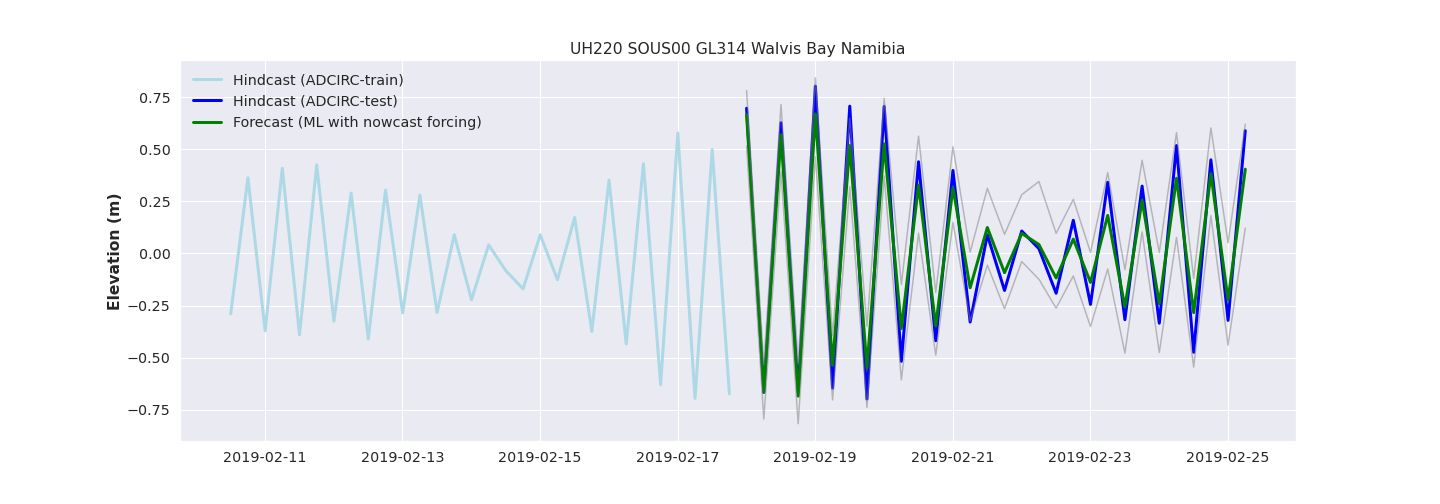 UH220 SOUS00 GL314 Walvis Bay Namibia
Hindcast (ADCIRC-train)
Hindcast (ADCIRC-test)
Forecast (ML with nowcast forcing)
Elevation (m)
0.75
0.50
0.25
0.00
−0.25
−0.50
−0.75
2019-02-11 2019-02-13 2019-02-15 2019-02-17 2019-02-19 2019-02-21 2019-02-23 2019-02-25